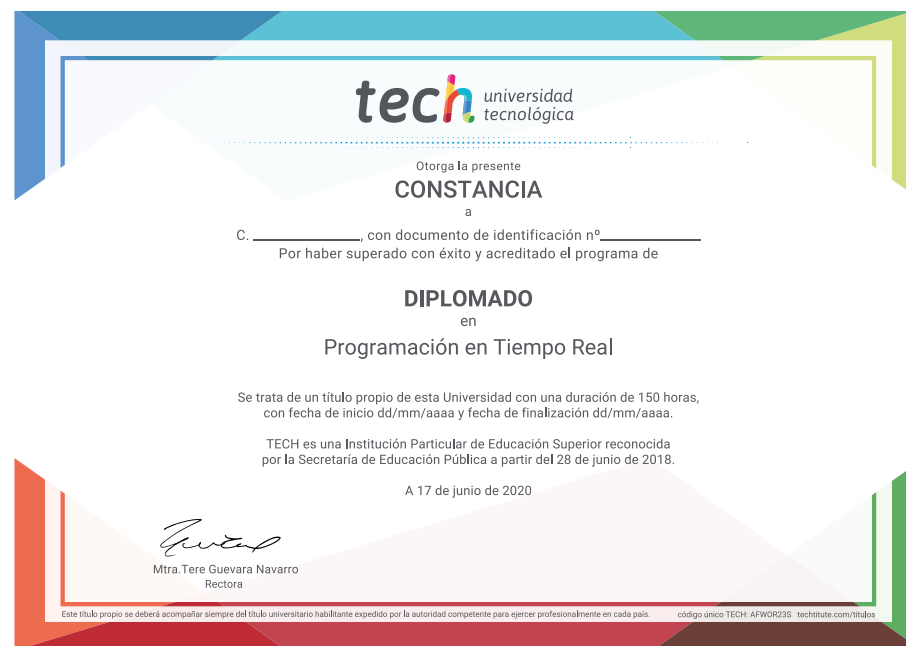 tech universidad
tecnológica
Otorga la presente
CONSTANCIA
a
C. ______________, con documento de identificación nº_____________
Por haber superado con éxito y acreditado el programa de
DIPLOMADO
en
Programación en Tiempo Real
Se trata de un título propio de esta Universidad con una duración de 150 horas,
con fecha de inicio dd/mm/aaaa y fecha de finalización dd/mm/aaaa.
TECH es una Institución Particular de Educación Superior reconocida
por la Secretaría de Educación Pública a partir del 28 de junio de 2018.
A 17 de junio de 2020
Mtra.Tere Guevara Navarro
Rectora
Este título propio se deberá acompañar siempre del título universitario habilitante expedido por la autoridad competente para ejercer profesionalmente en cada país. código único TECH: AFWOR23S techtitute.com/títulos